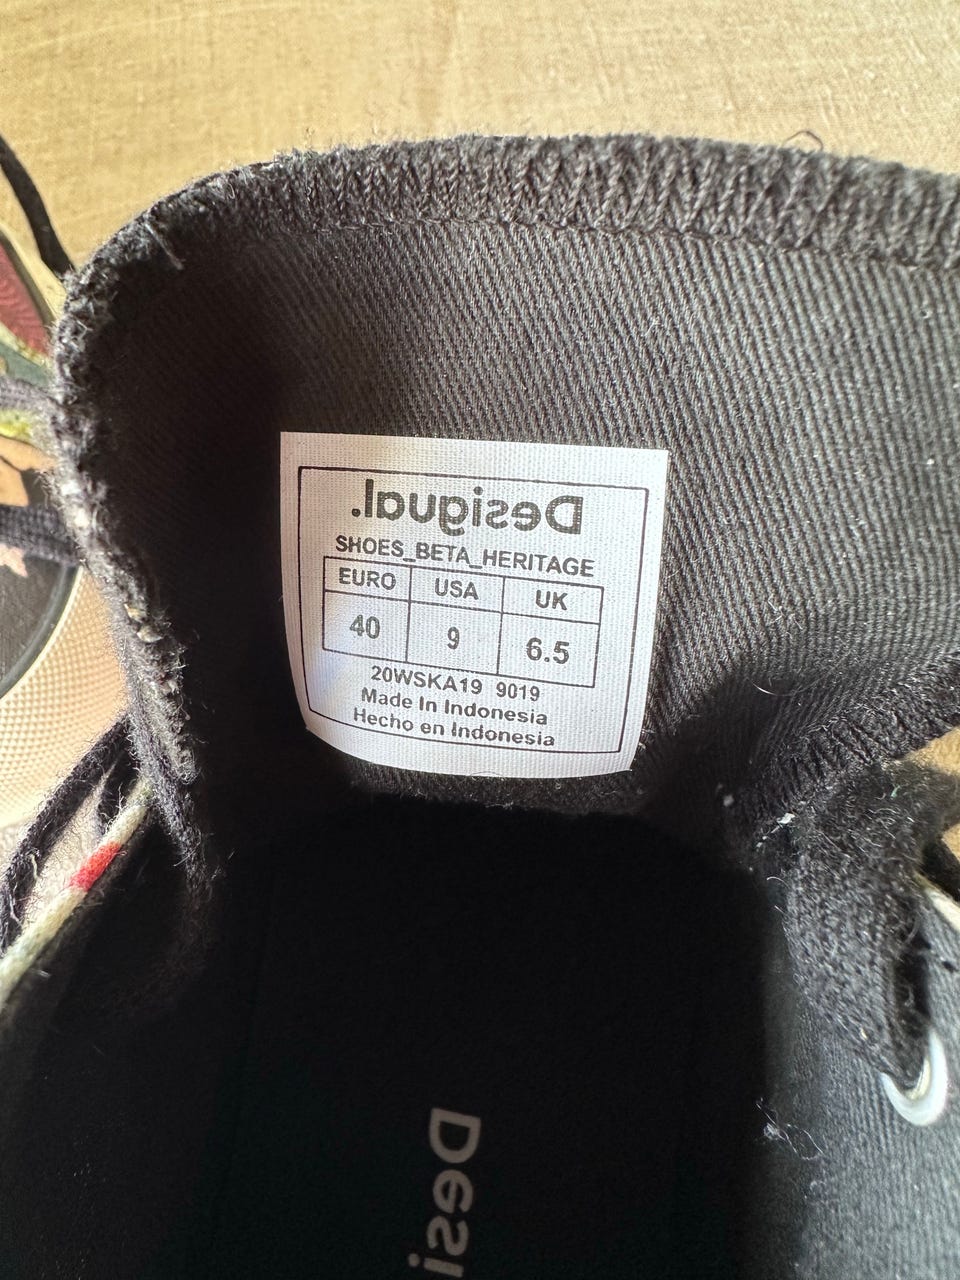 Desigual.
SHOES_BETA_HERITAGE
EURO USA UK
40 9 6.5
20WSKA19 9019
Made In Indonesia
Hecho en Indonesia
Desi